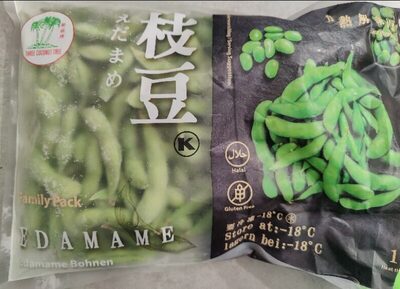 THREE COCONUT TREE
枝豆
えだまめ
K
Family Pack
EDAMAME
Edamame Bohnen
Halal
Gluten Free
-18°C
Store at:-18°C
lagern bei:-18°C